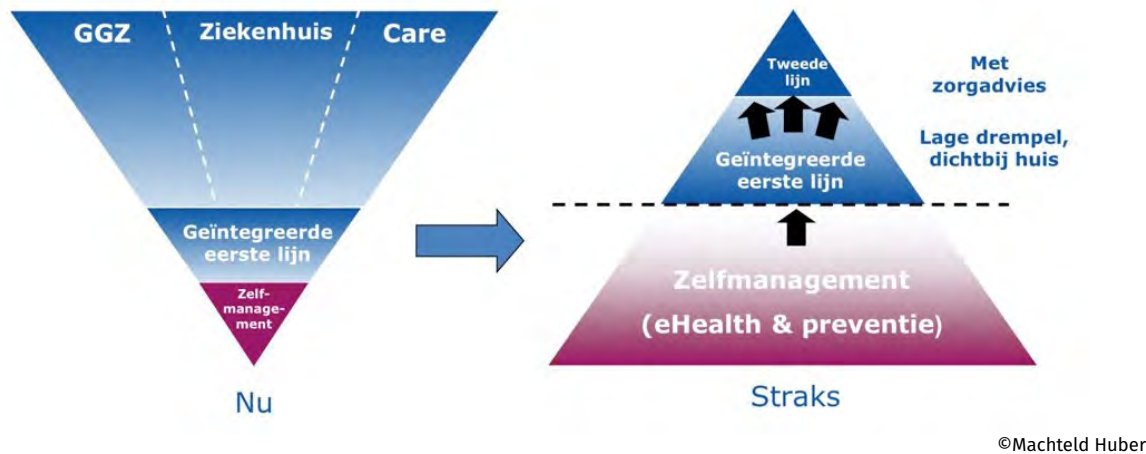 GGZ
Ziekenhuis
Care
Geïntegreerde
eerste lijn
Zelf-
manage-
ment
Nu
Tweede
lijn
Geïntegreerde
eerste lijn
Met
zorgadvies
Lage drempel,
dichtbij huis
Zelfmanagement
(eHealth & preventie)
Straks
©Machteld Huber